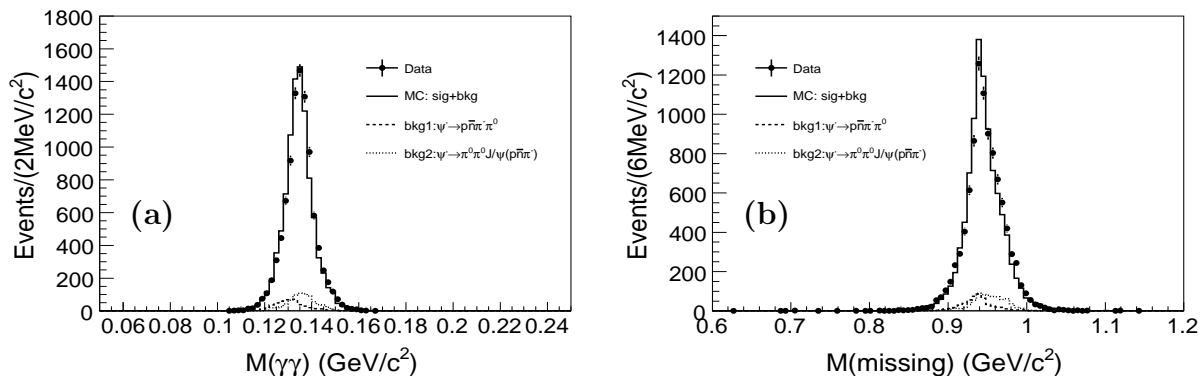 Events/(2MeV/c²)
1800
1600
1400
1200
1000
800
600
400
200
0
0.06 0.1 0.12 0.14 0.16 0.2 0.22 0.24
M(γγ) (GeV/c²)
(a)
Data
MC: sig+bkg
bkg1:ψ'→pn̅π⁻π⁰
bkg2:ψ'→π⁰π⁰J/ψ(pn̅π⁻)
Events/(6MeV/c²)
1400
1200
1000
800
600
400
200
0
0.6 0.7 0.8 0.9 1 1.1 1.2
M(missing) (GeV/c²)
(b)
Data
MC: sig+bkg
bkg1:ψ'→pn̅π⁻π⁰
bkg2:ψ'→π⁰π⁰J/ψ(pn̅π⁻)